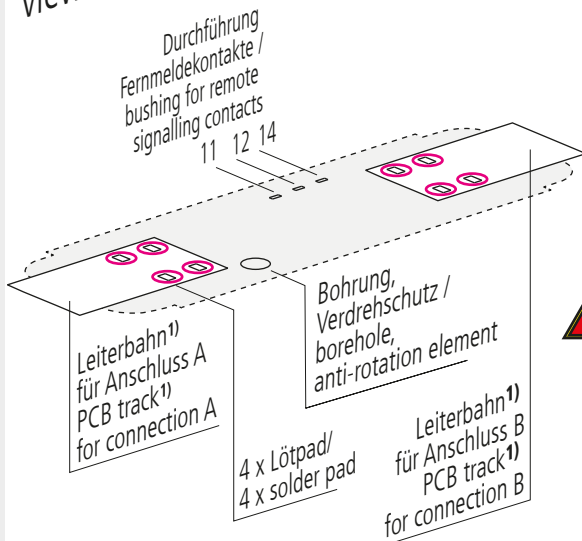 view
Durchführung
Fernmeldekontakte /
bushing for remote
signalling contacts
11 12 14
Bohrung,
Verdrehschutz /
borehole,
anti-rotation element
Leiterbahn¹⁾
für Anschluss A
PCB track¹⁾
for connection A
4 x Lötpad/
4 x solder pad
Leiterbahn¹⁾
für Anschluss B
PCB track¹⁾
for connection B